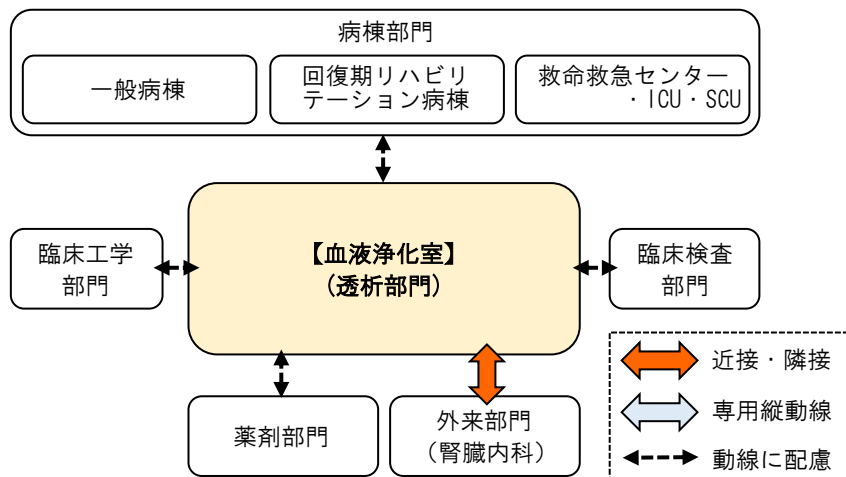 病棟部門
一般病棟
回復期リハビリ
テーション病棟
救命救急センター
・ICU・SCU
臨床工学
部門
【血液浄化室】
(透析部門)
臨床検査
部門
薬剤部門
外来部門
(腎臓内科)
近接・隣接
専用縦動線
動線に配慮